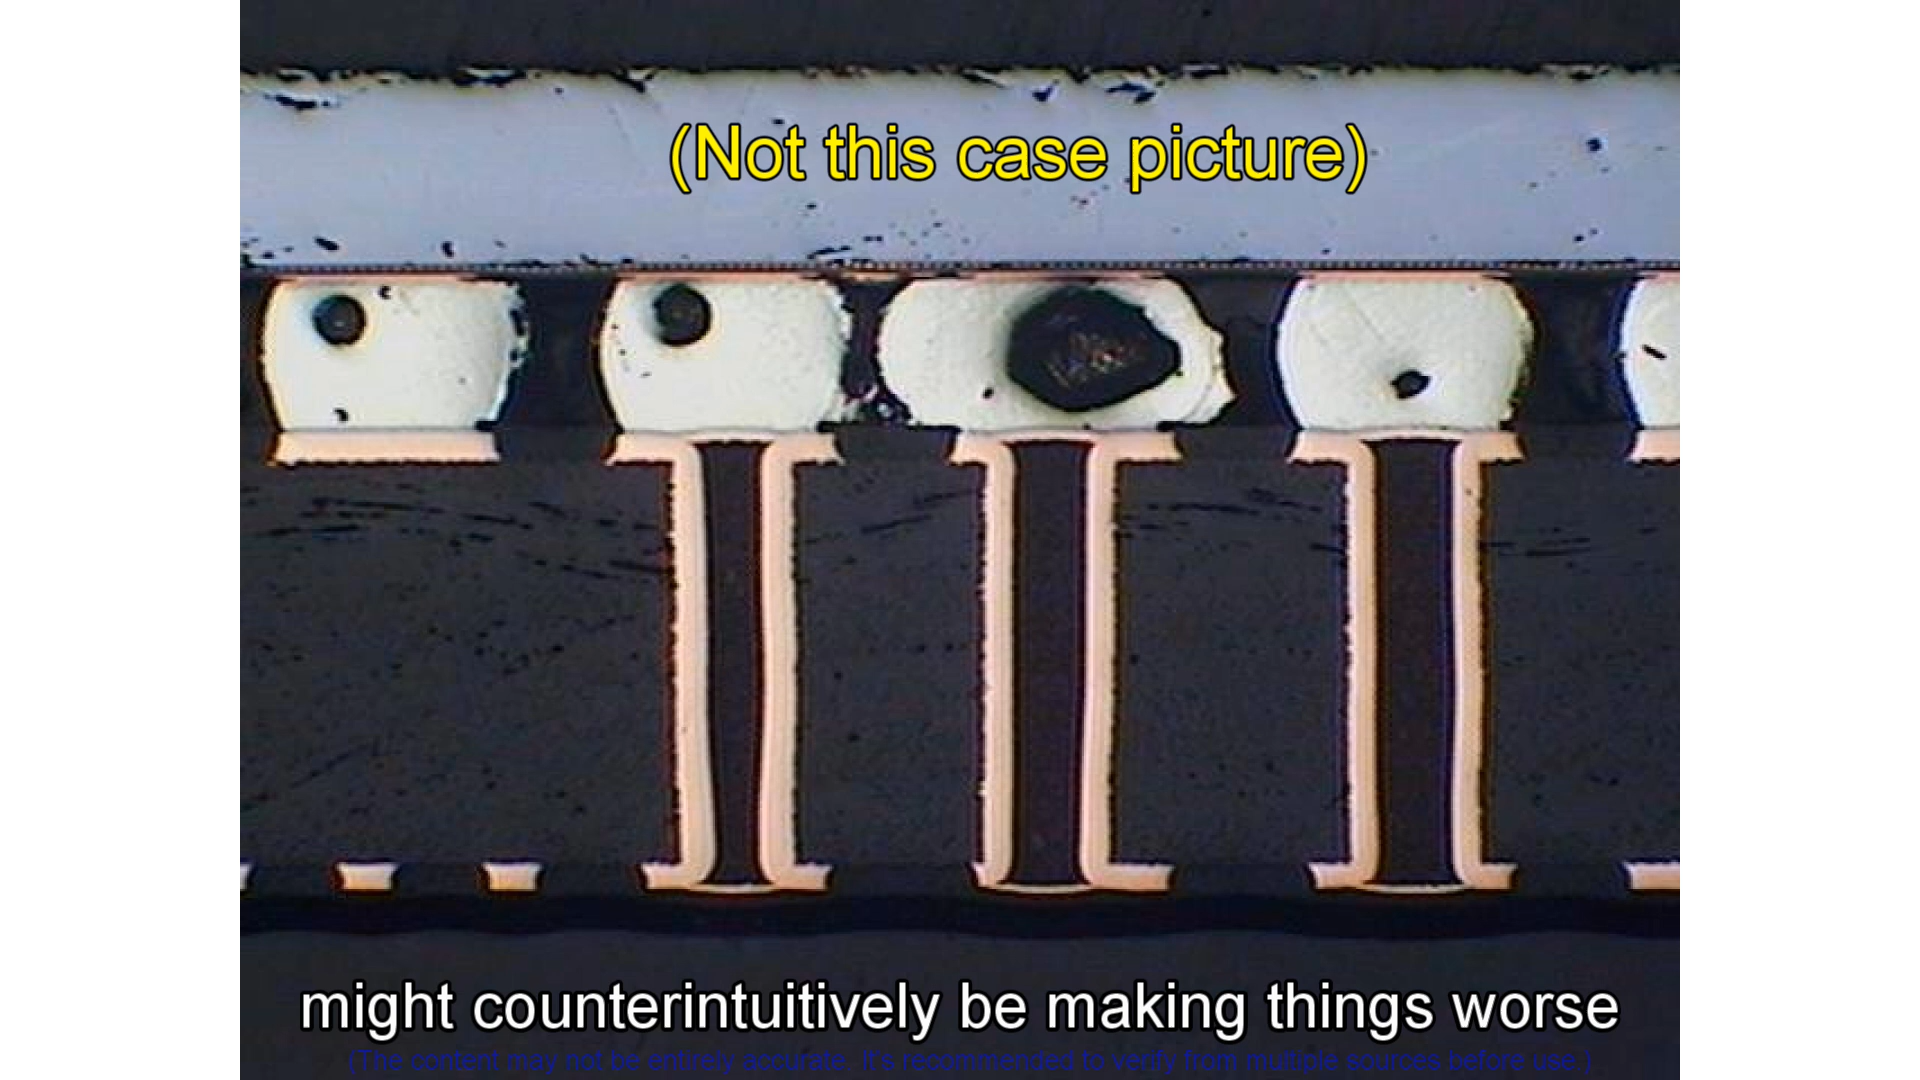 (Not this case picture)
might counterintuitively be making things worse
(The content may not be entirely accurate. It's recommended to verify from multiple sources before use.)